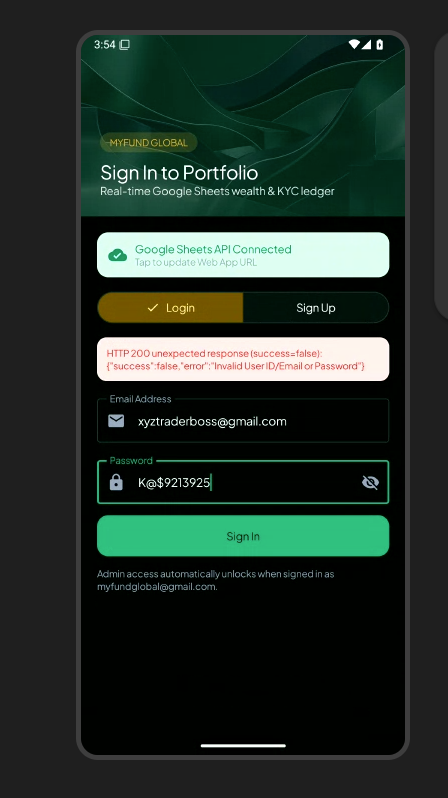 3:54
MYFUND GLOBAL
Sign In to Portfolio
Real-time Google Sheets wealth & KYC ledger
Google Sheets API Connected
Tap to update Web App URL
Login
Sign Up
HTTP 200 unexpected response (success=false):
{"success":false,"error":"Invalid User ID/Email or Password"}
Email Address
xyztraderboss@gmail.com
Password
K@$9213925
Sign In
Admin access automatically unlocks when signed in as
myfundglobal@gmail.com.